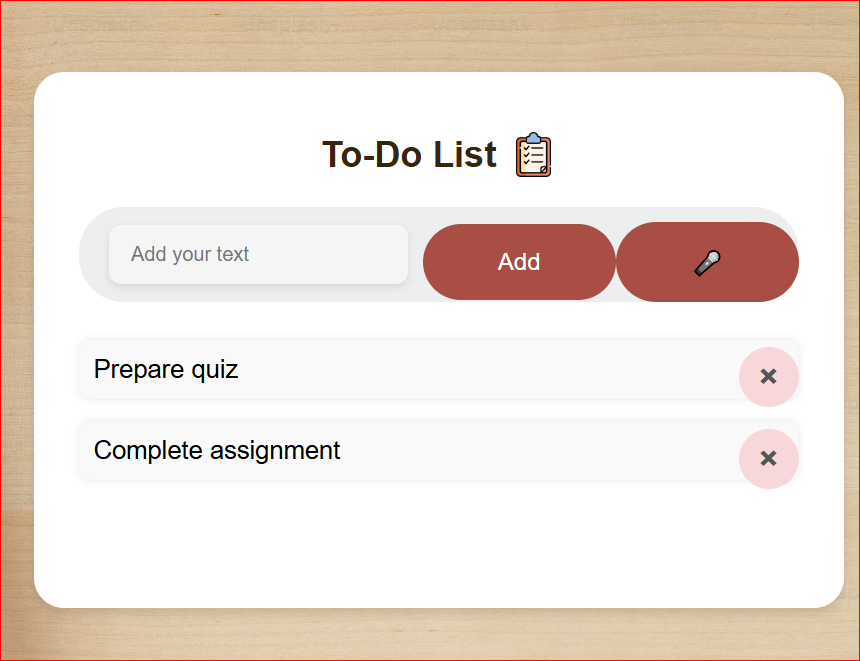 To-Do List
Add your text
Add
Prepare quiz
Complete assignment